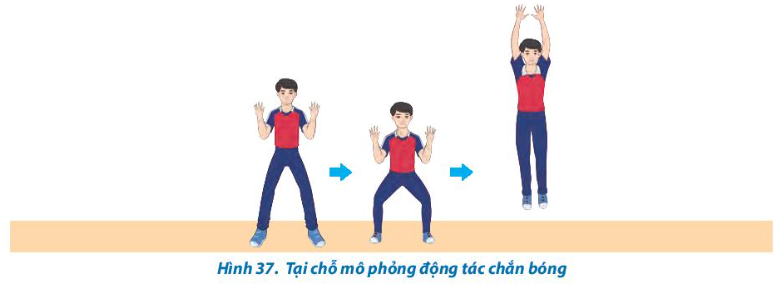 Hình 37. Tại chỗ mô phỏng động tác chắn bóng